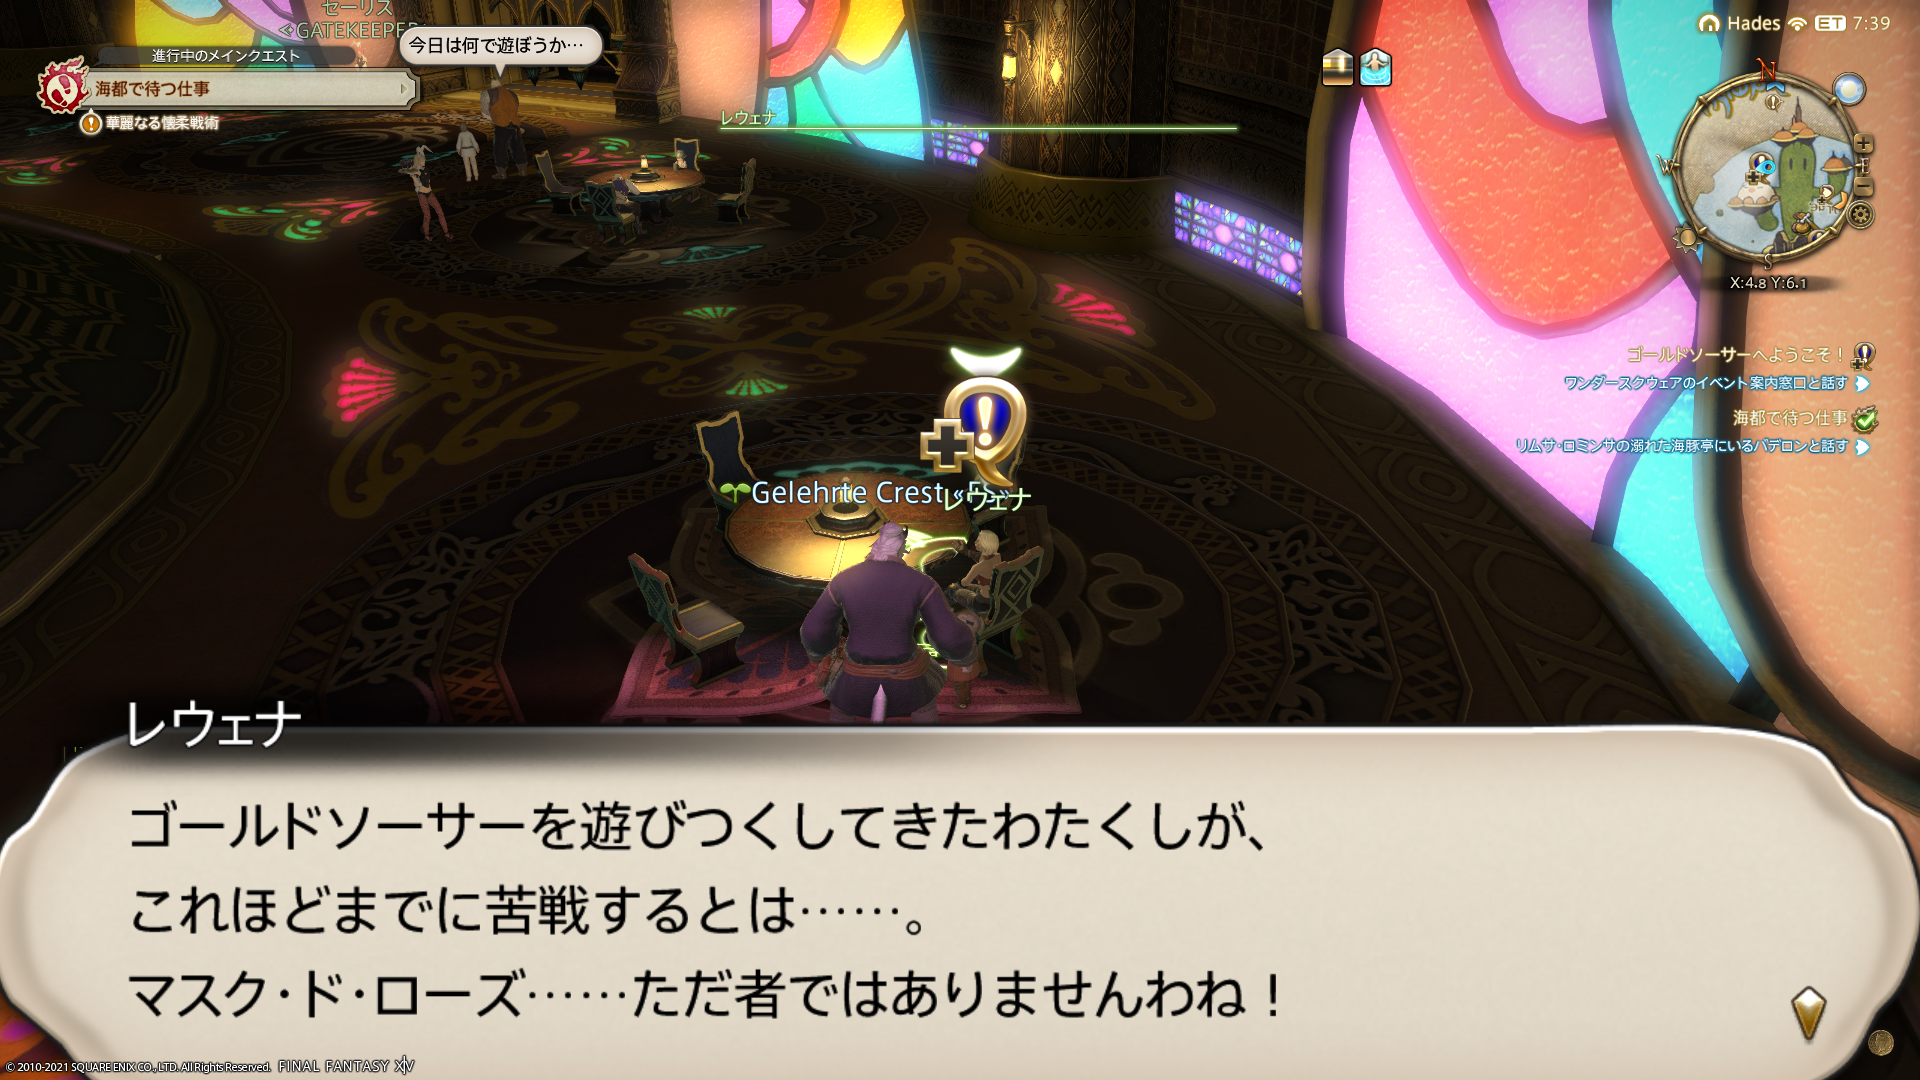 セーリス
«GATEKEEPER»
進行中のメインクエスト
今日は何で遊ぼうか…
海都で待つ仕事
華麗なる懐柔戦術
レウェナ
Hades ET 7:39
N
W
E
S
X:4.8 Y:6.1
ゴールドソーサーへようこそ！
ワンダースクウェアのイベント案内窓口と話す
海都で待つ仕事
リムサ・ロミンサの溺れた海豚亭にいるバデロンと話す
Gelehrte Crest «FS»
レウェナ
レウェナ
ゴールドソーサーを遊びつくしてきたわたくしが、
これほどまでに苦戦するとは……。
マスク・ド・ローズ……ただ者ではありませんわね！
© 2010-2021 SQUARE ENIX CO., LTD. All Rights Reserved. FINAL FANTASY XIV